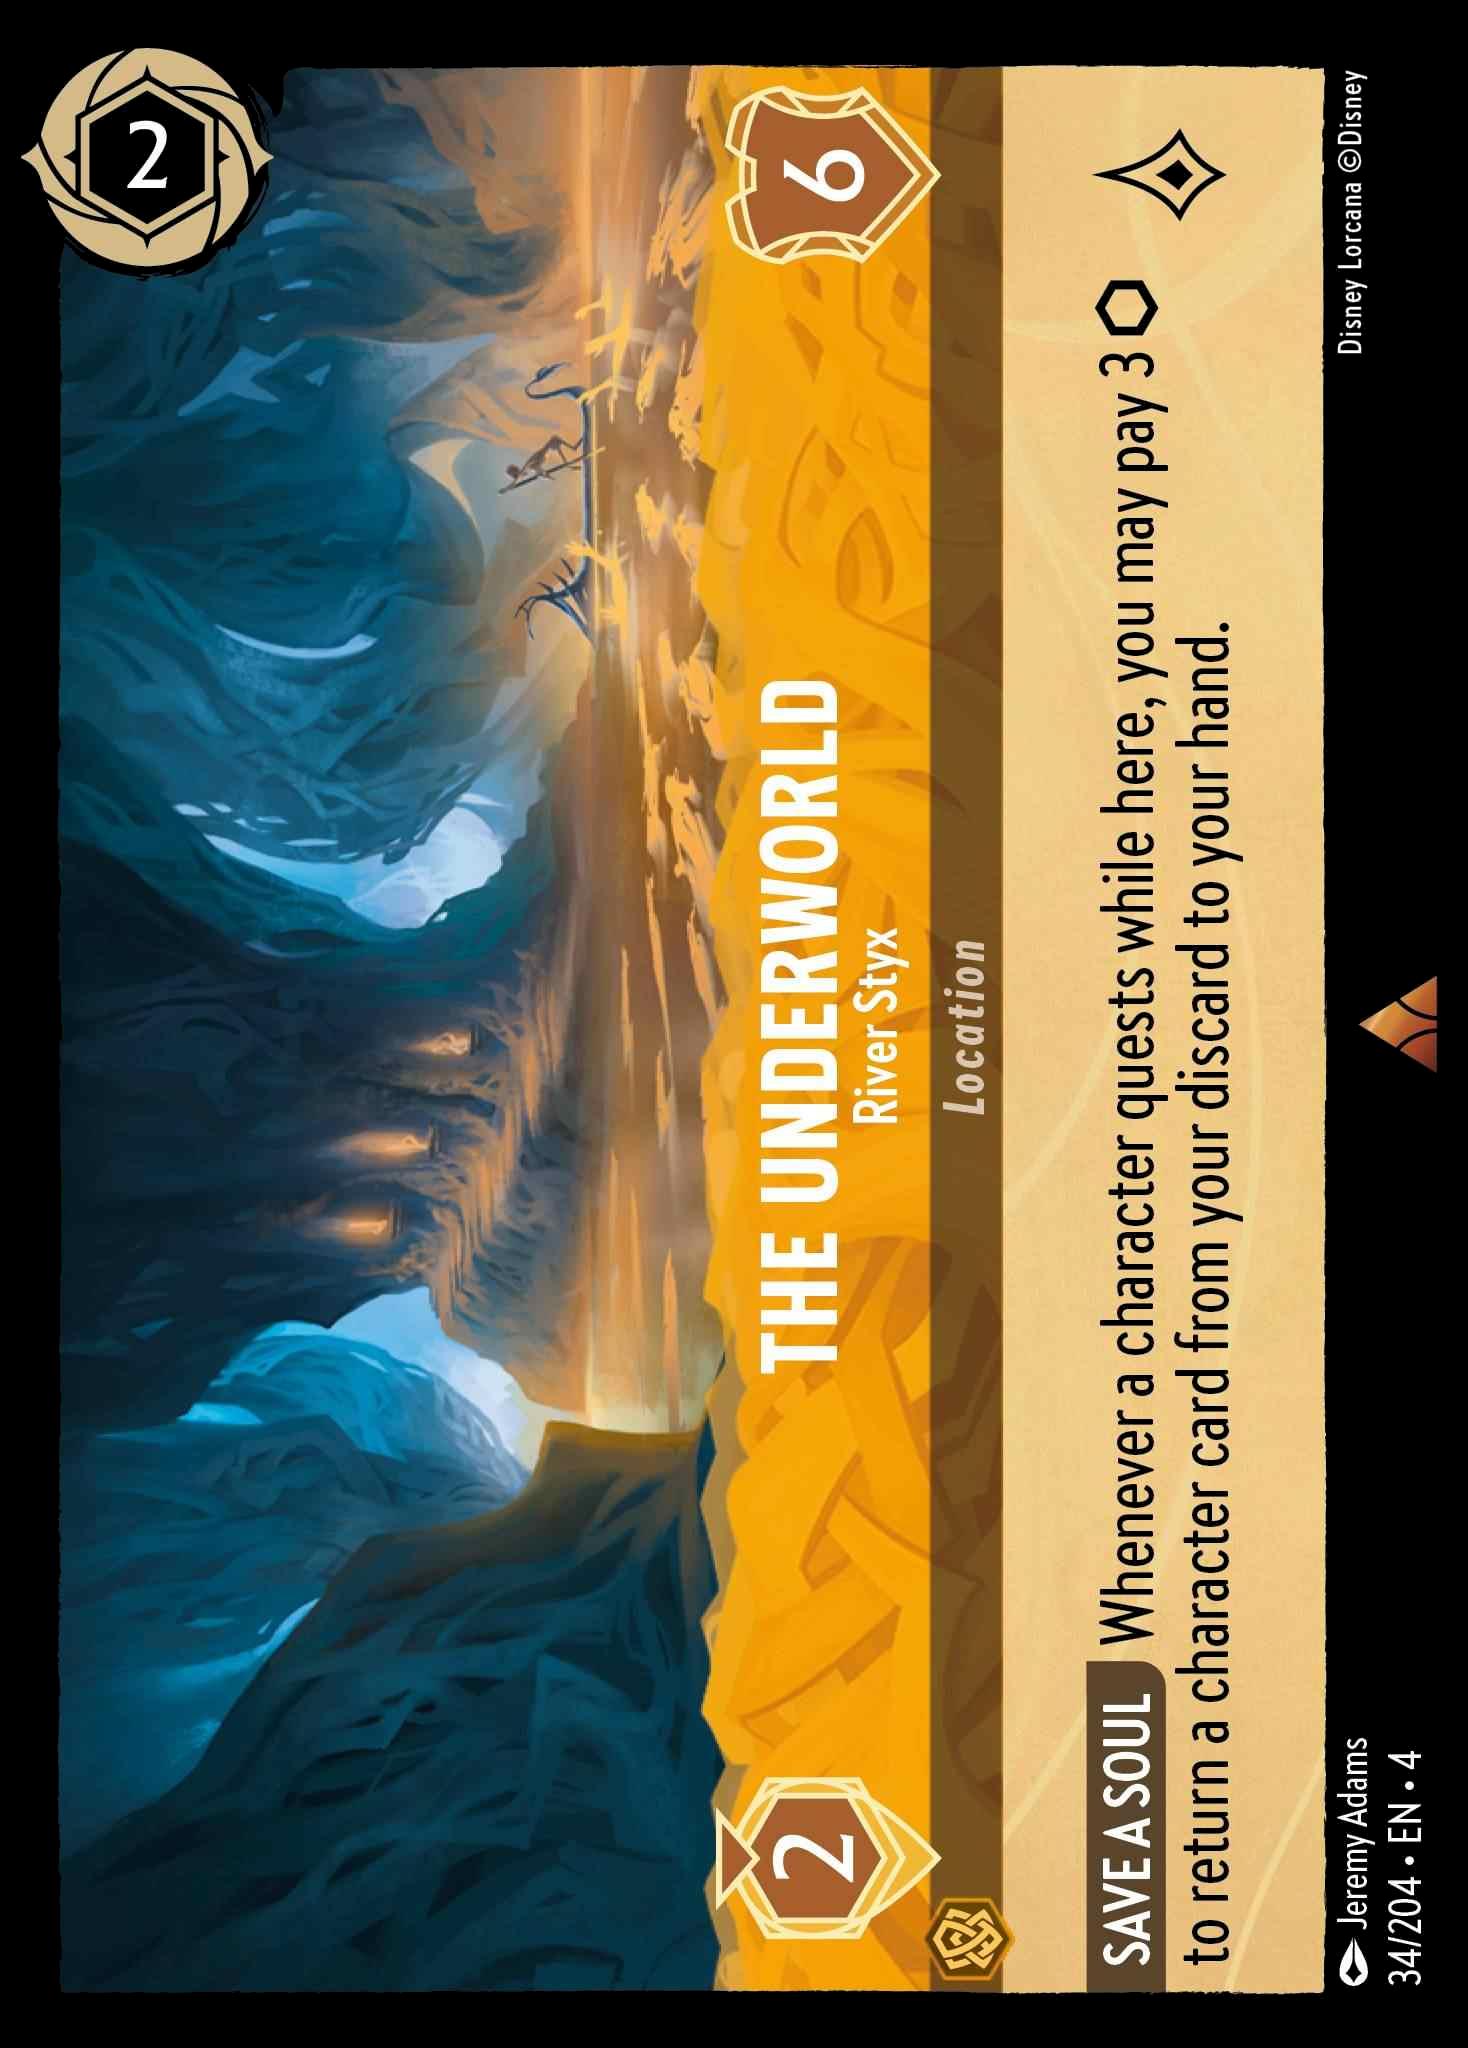 2
2
THE UNDERWORLD
River Styx
6
Location
SAVE A SOUL Whenever a character quests while here, you may pay 3 ⬡
to return a character card from your discard to your hand.
Jeremy Adams
34/204 • EN • 4
Disney Lorcana ©Disney